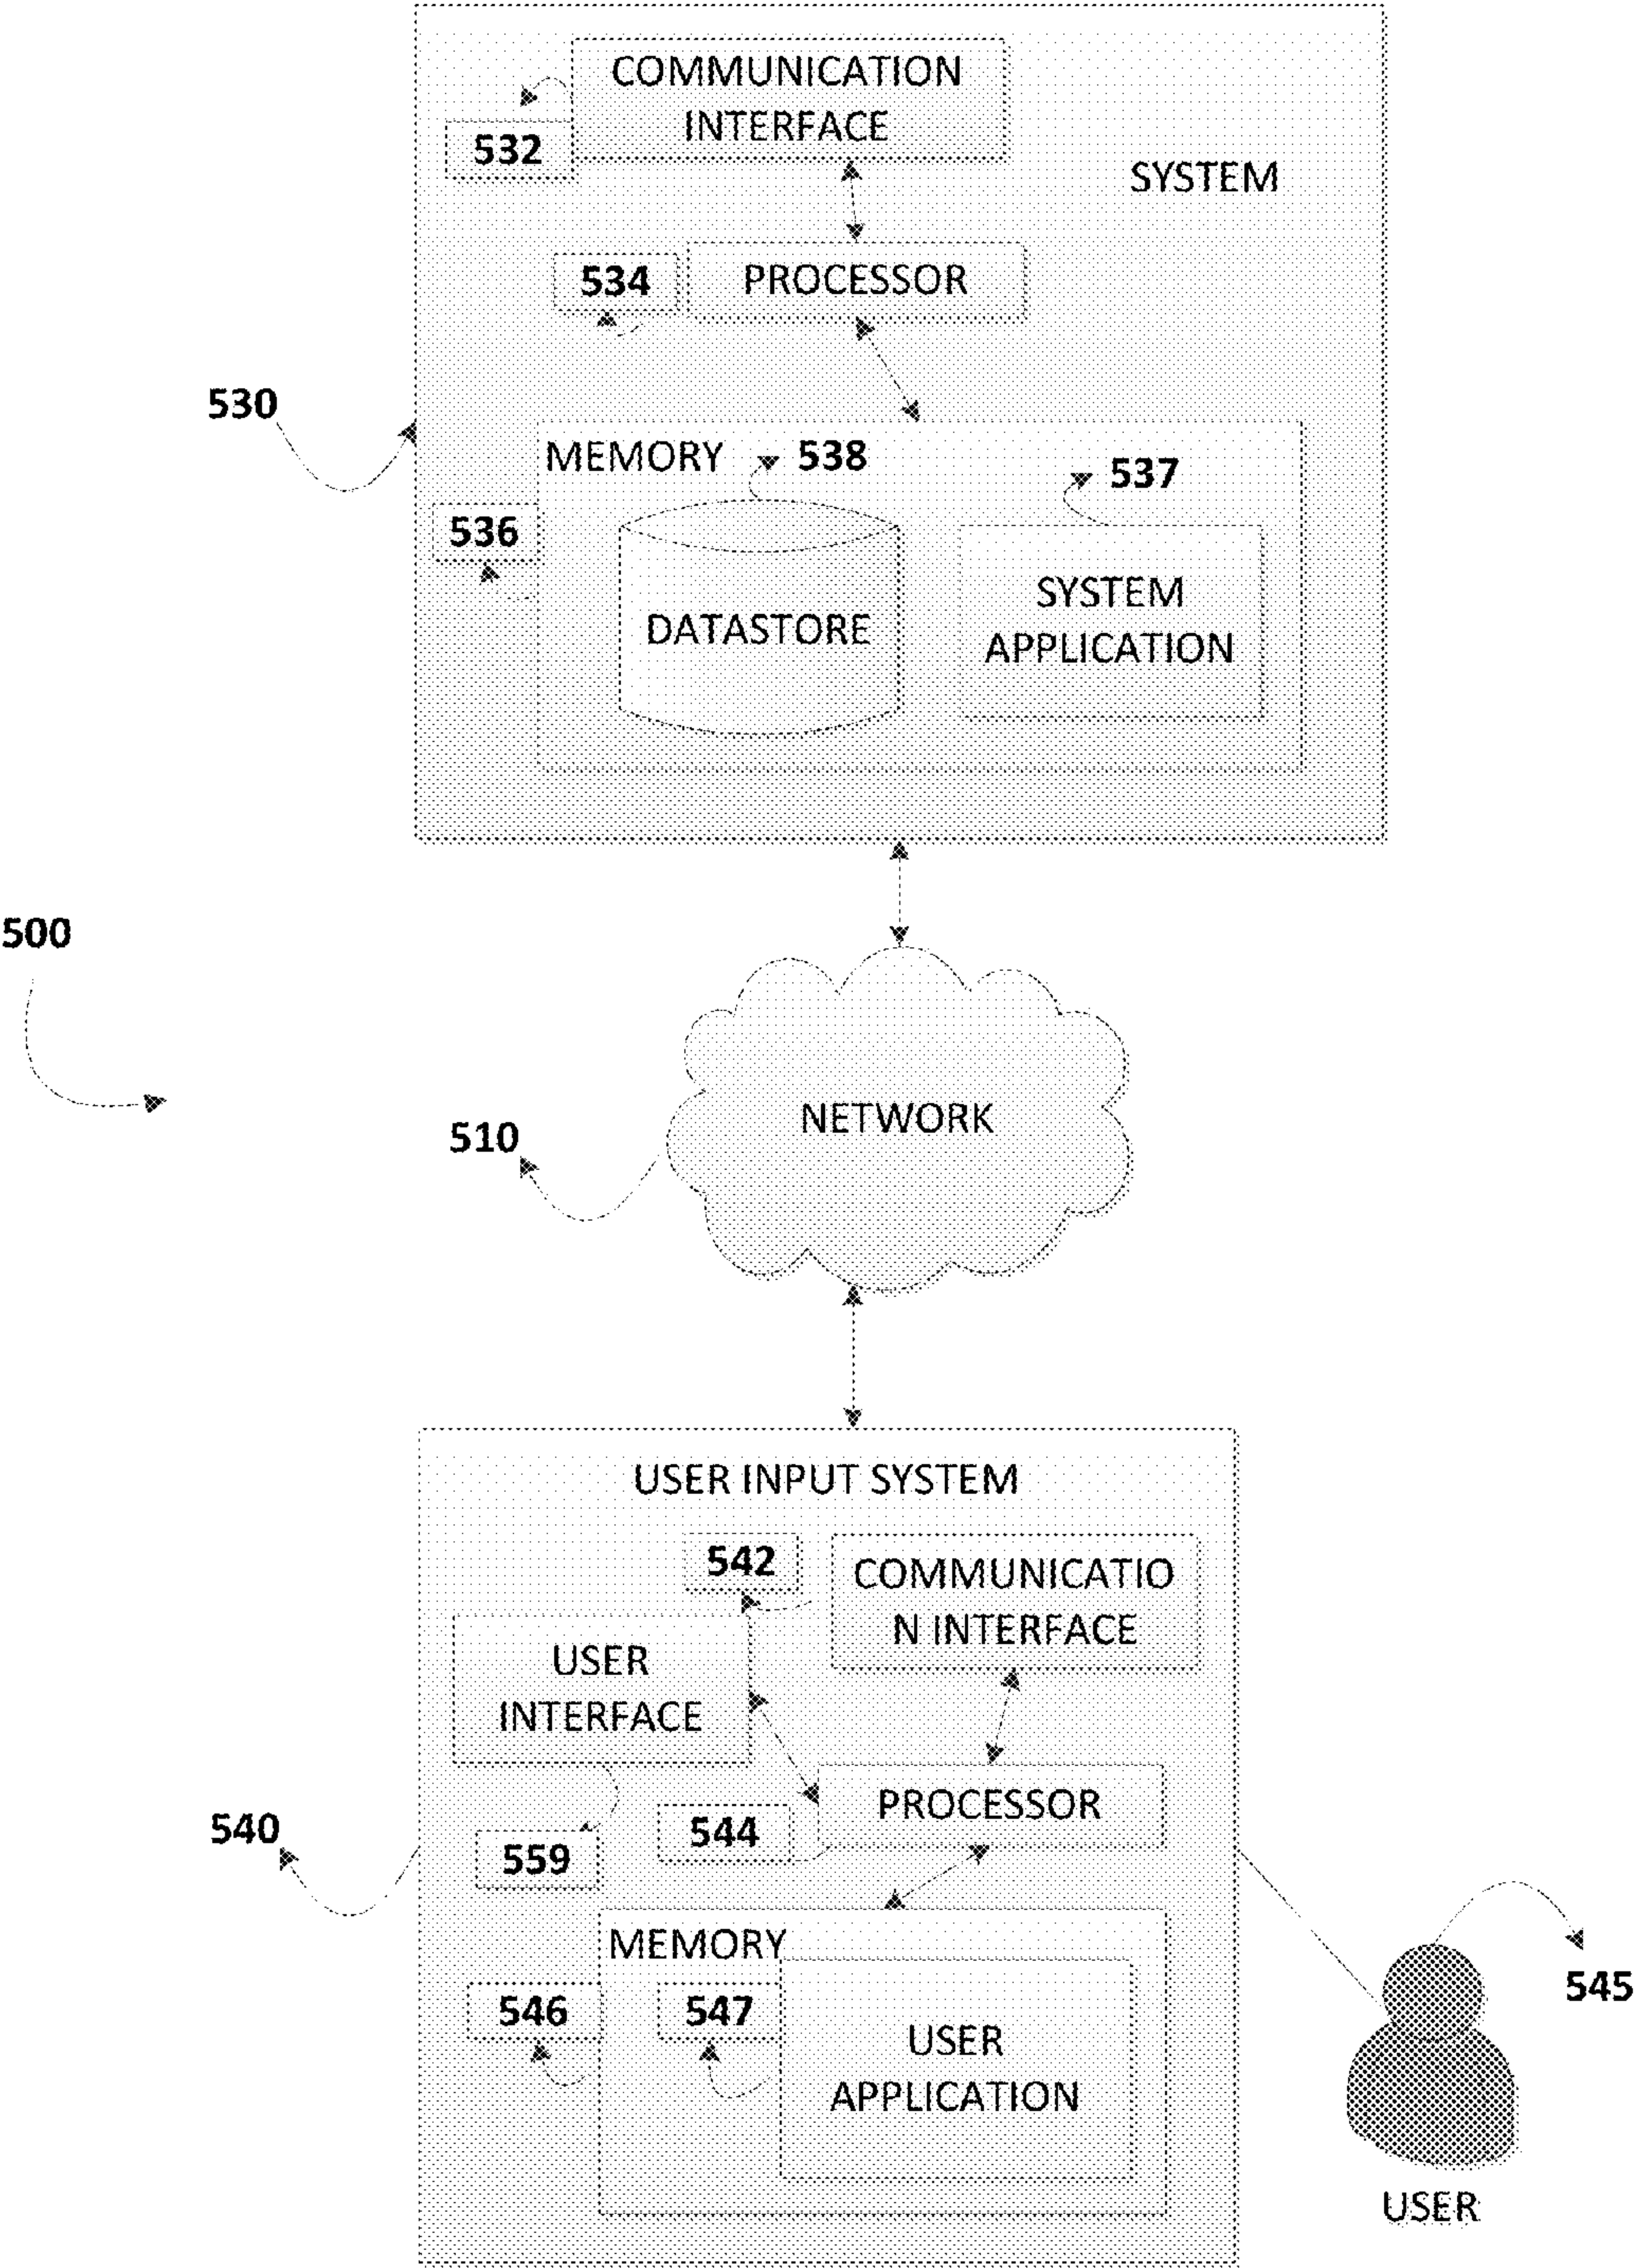 COMMUNICATION
INTERFACE
532
SYSTEM
534
PROCESSOR
530
MEMORY
538
537
536
DATASTORE
SYSTEM
APPLICATION
500
NETWORK
510
USER INPUT SYSTEM
542
COMMUNICATIO
N INTERFACE
USER
INTERFACE
PROCESSOR
544
540
559
MEMORY
546
547
USER
APPLICATION
545
USER